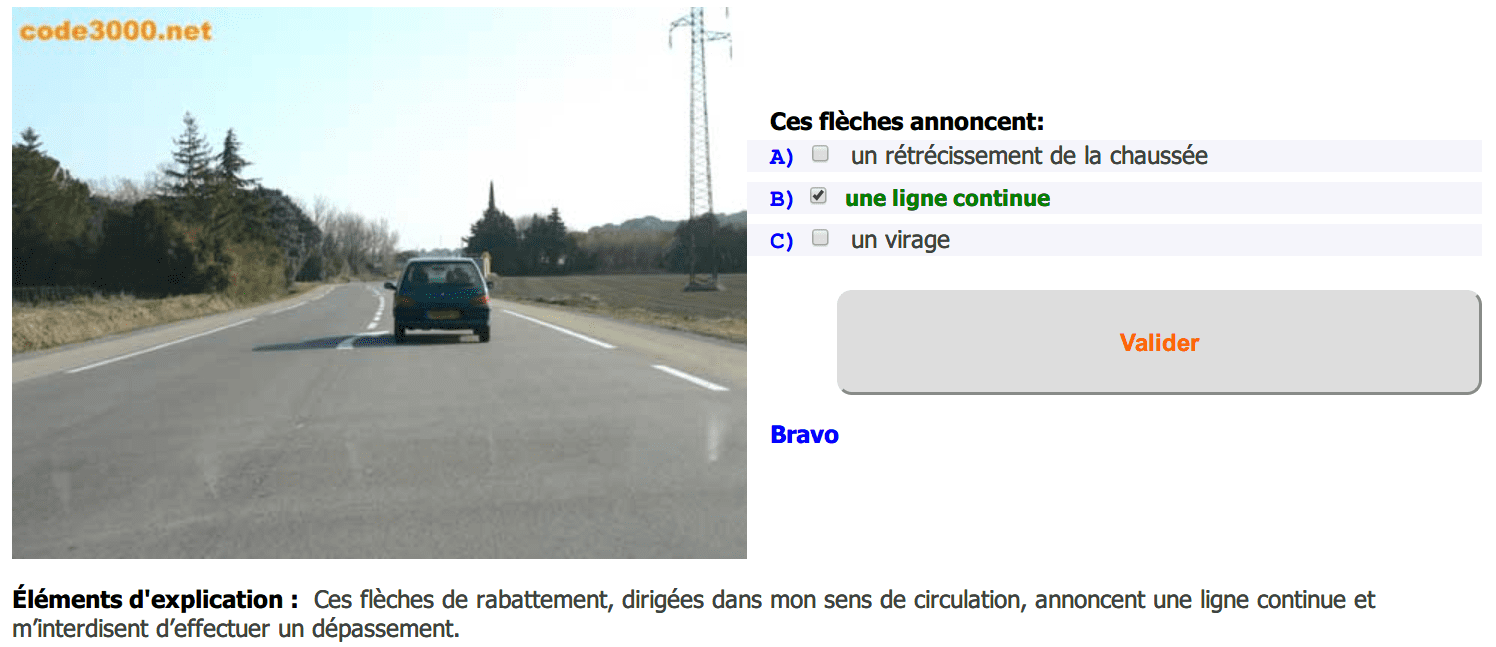 code3000.net
Ces flèches annoncent:
A) un rétrécissement de la chaussée
B) une ligne continue
C) un virage
Valider
Bravo
Éléments d'explication : Ces flèches de rabattement, dirigées dans mon sens de circulation, annoncent une ligne continue et
m’interdisent d’effectuer un dépassement.